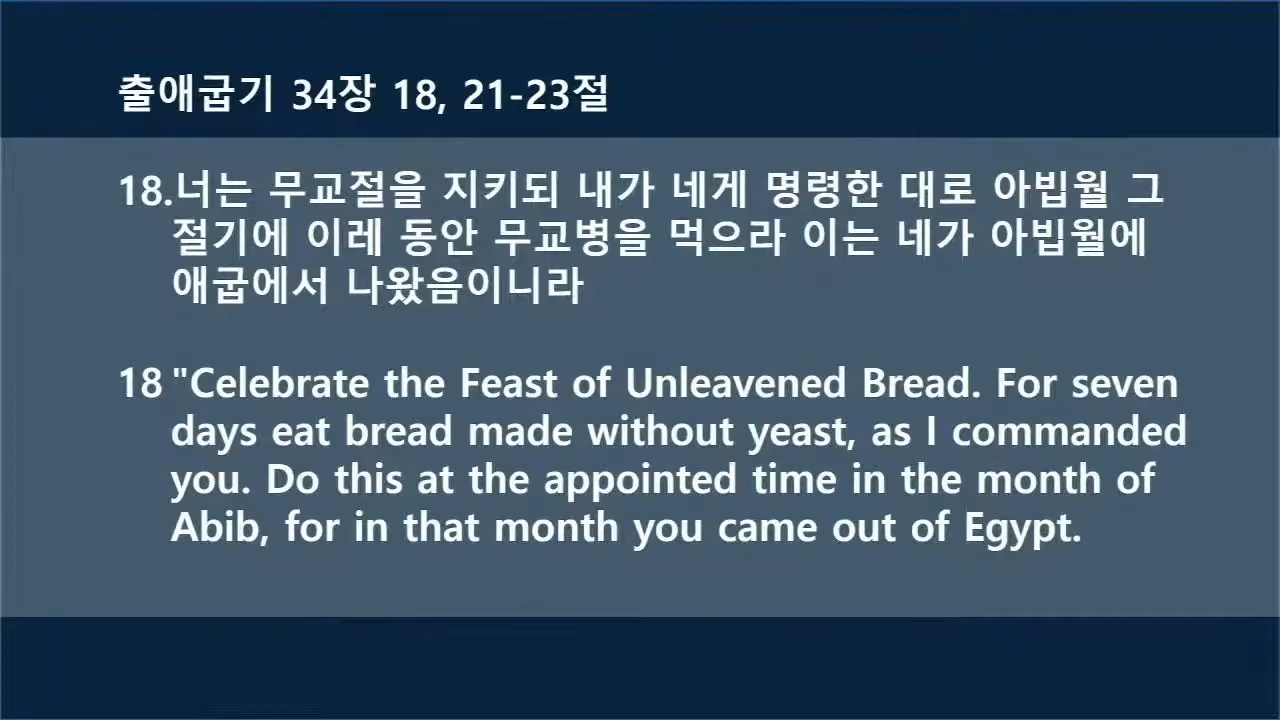 출애굽기 34장 18, 21-23절
18.너는 무교절을 지키되 내가 네게 명령한 대로 아빕월 그
절기에 이레 동안 무교병을 먹으라 이는 네가 아빕월에
애굽에서 나왔음이니라
18 "Celebrate the Feast of Unleavened Bread. For seven
days eat bread made without yeast, as I commanded
you. Do this at the appointed time in the month of
Abib, for in that month you came out of Egypt.